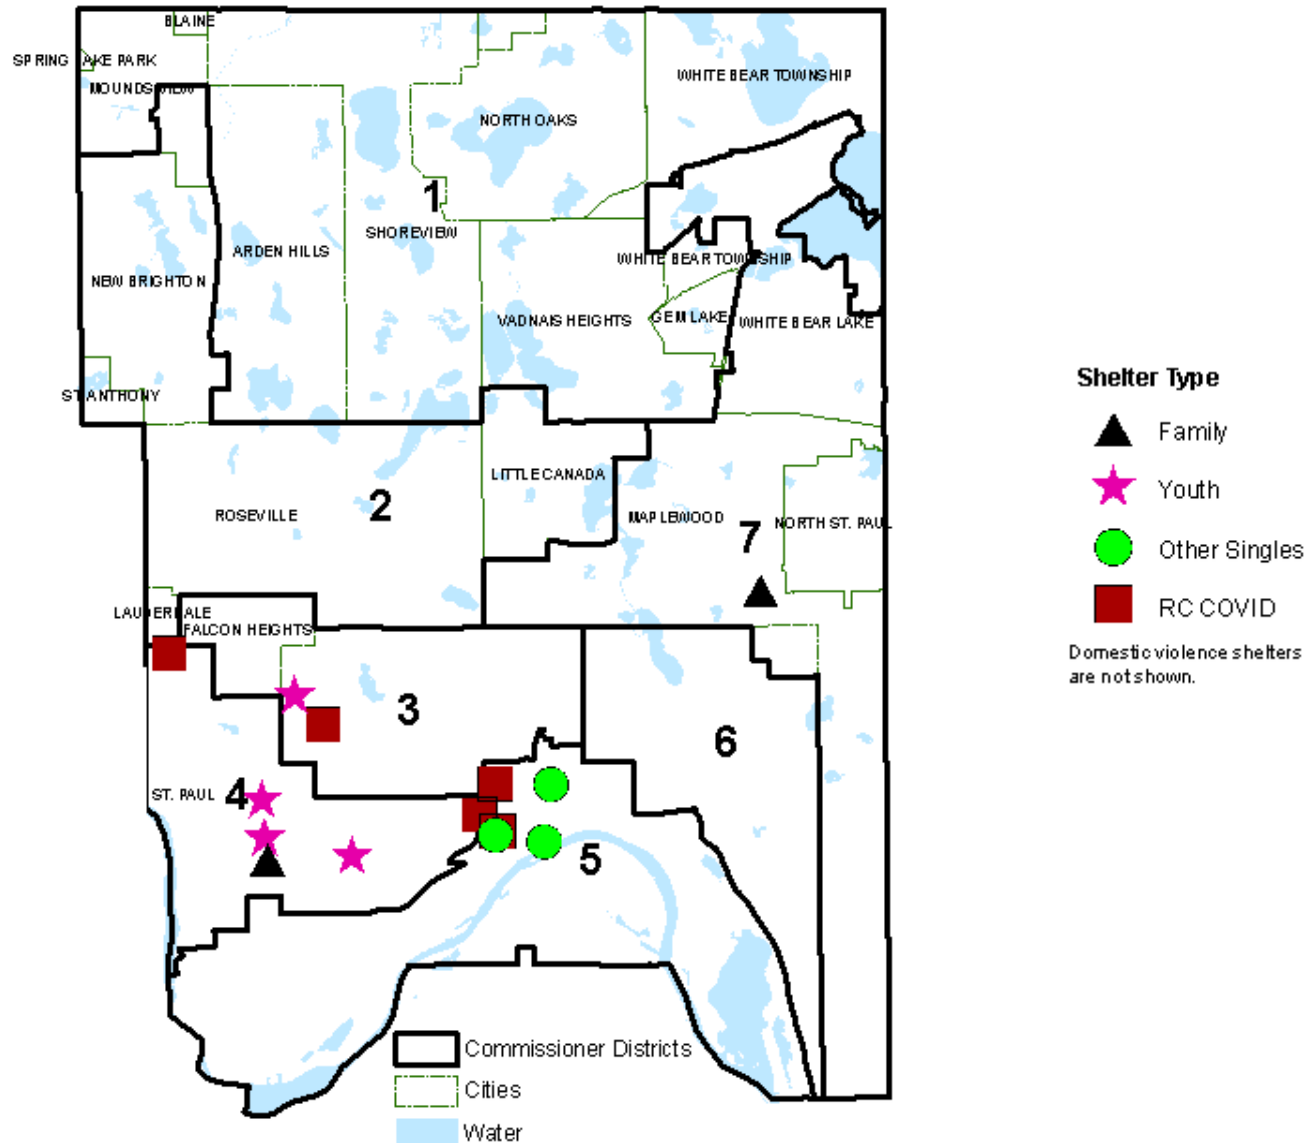 BLAINE
SPRING LAKE PARK
MOUNDS VIEW
WHITE BEAR TOWNSHIP
NORTH OAKS
1
SHOREVIEW
ARDEN HILLS
WHITE BEAR TOWNSHIP
NEW BRIGHTON
VADNAIS HEIGHTS
GEM LAKE
WHITE BEAR LAKE
ST. ANTHONY
LITTLE CANADA
ROSEVILLE
2
MAPLEWOOD
7
NORTH ST. PAUL
LAUDERDALE
FALCON HEIGHTS
3
6
ST. PAUL
4
5
Commissioner Districts
Cities
Water
Shelter Type
Family
Youth
Other Singles
RC COVID
Domestic violence shelters
are not shown.